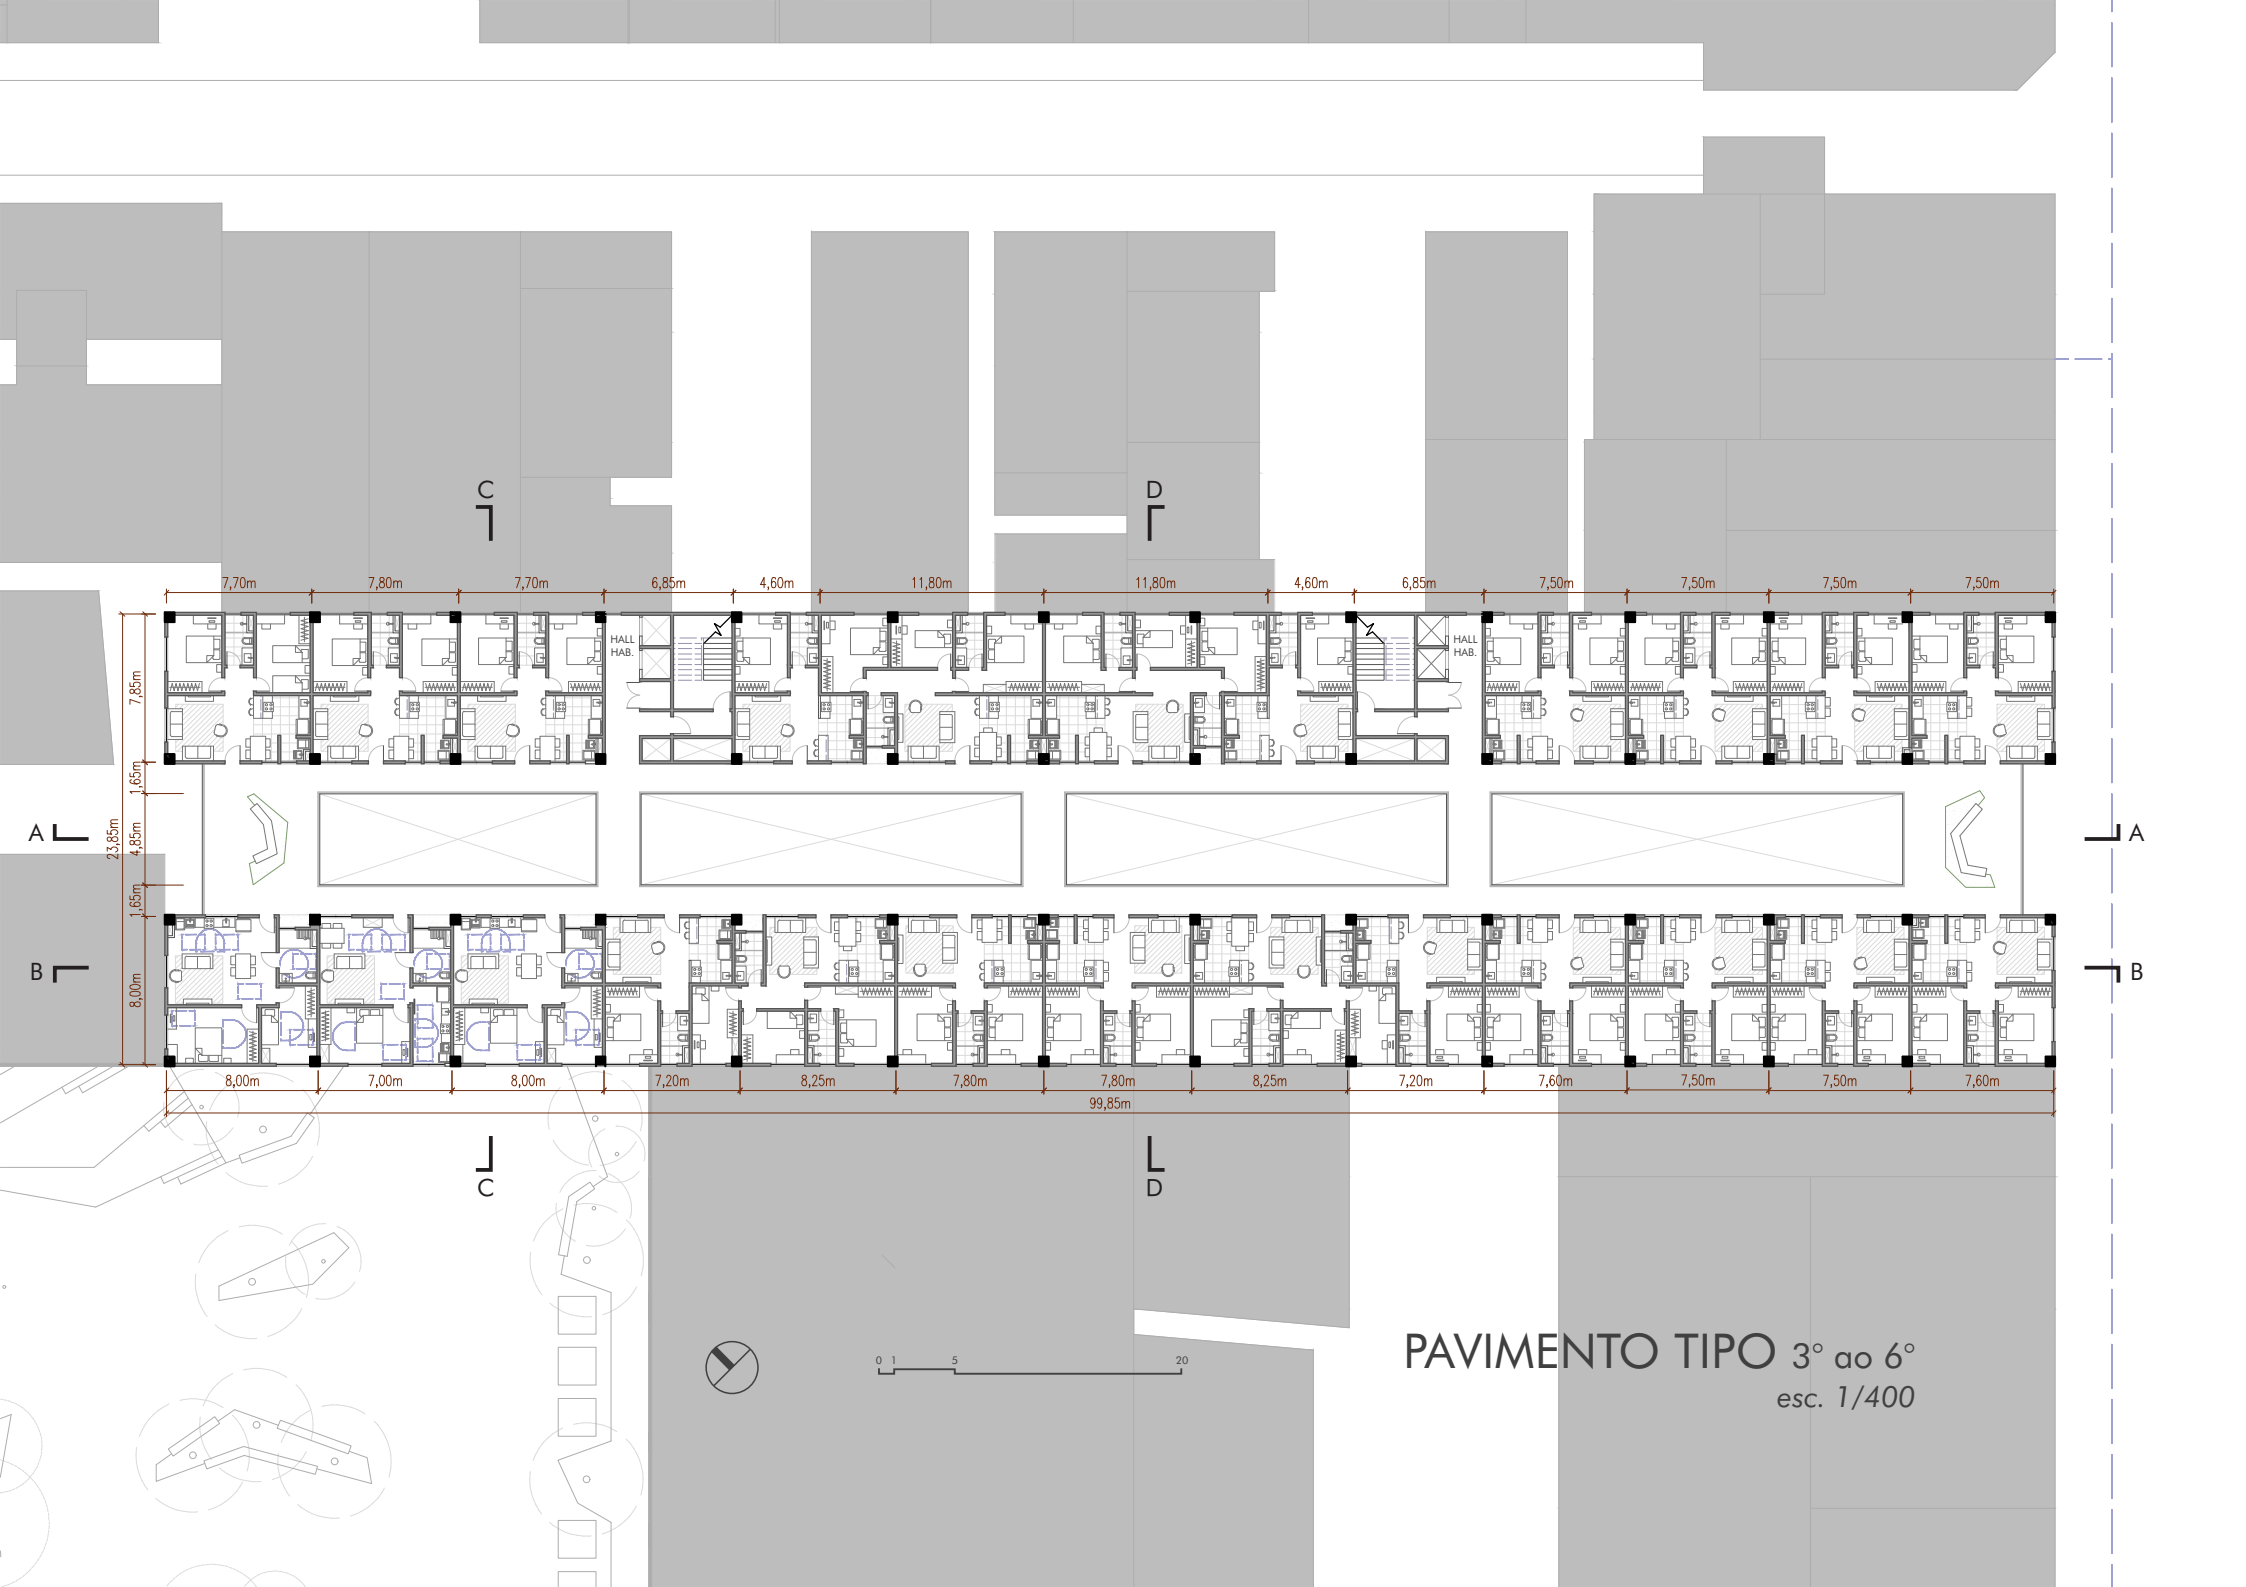 C
D
7,70m 7,80m 7,70m 6,85m 4,60m 11,80m 11,80m 4,60m 6,85m 7,50m 7,50m 7,50m 7,50m
HALL
HAB.
HALL
HAB.
7,85m
1,65m
4,85m
23,85m
1,65m
8,00m
A
A
B
B
8,00m 7,00m 8,00m 7,20m 8,25m 7,80m 7,80m 8,25m 7,20m 7,60m 7,50m 7,50m 7,60m
99,85m
C
D
0 1 5 20
PAVIMENTO TIPO 3° ao 6°
esc. 1/400